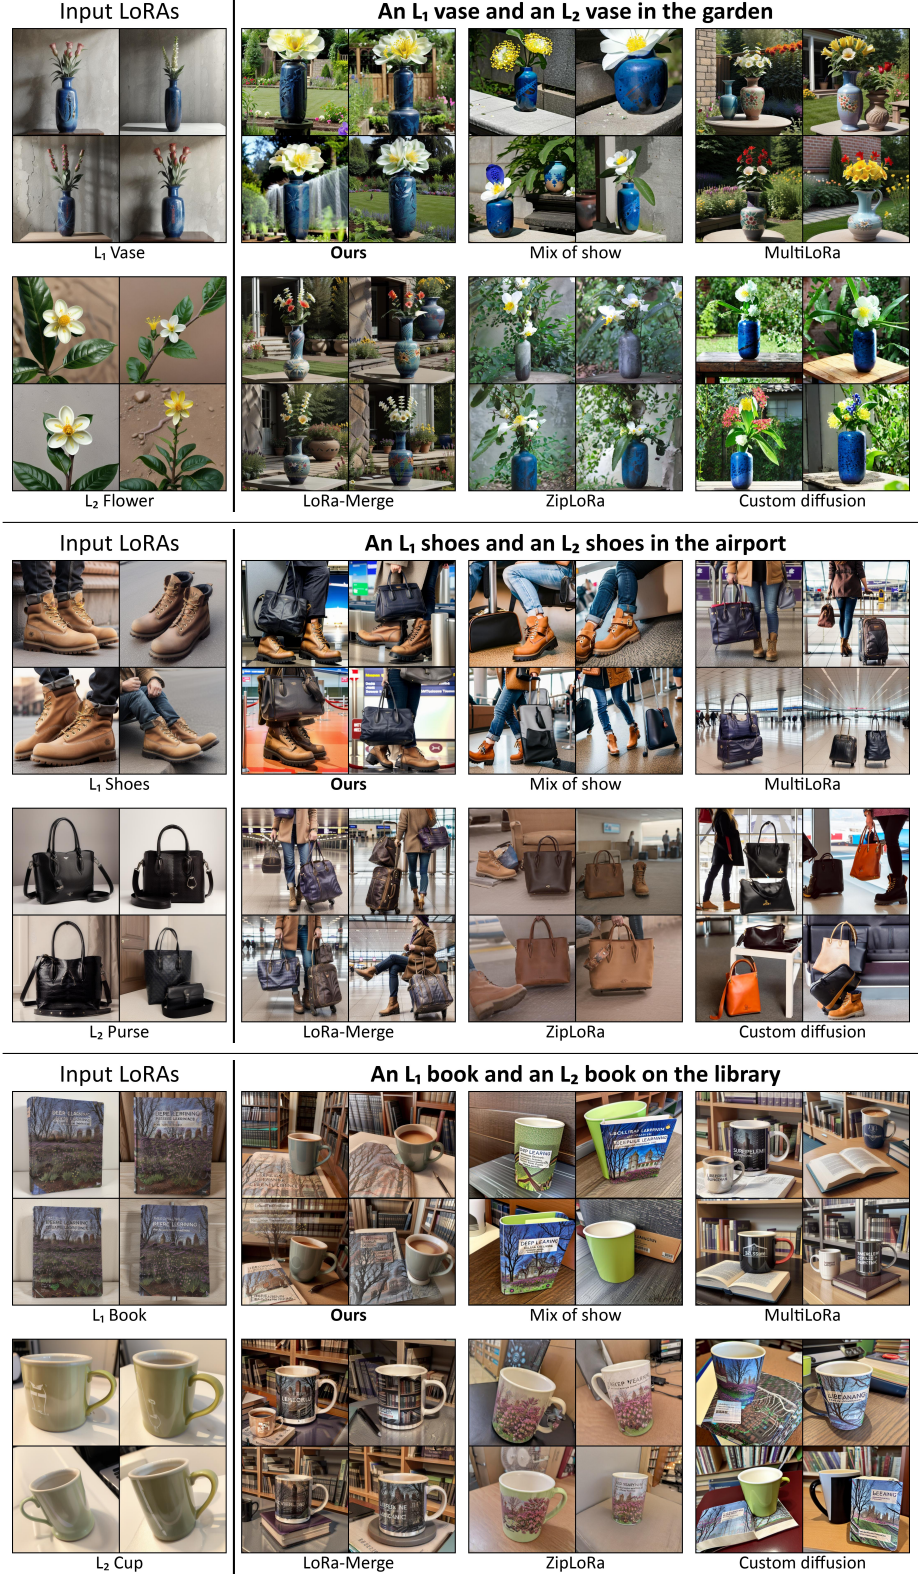 Input LoRAs
An L₁ vase and an L₂ vase in the garden
L₁ Vase
Ours
Mix of show
MultiLoRa
L₂ Flower
LoRa-Merge
ZipLoRa
Custom diffusion
Input LoRAs
An L₁ shoes and an L₂ shoes in the airport
L₁ Shoes
Ours
Mix of show
MultiLoRa
L₂ Purse
LoRa-Merge
ZipLoRa
Custom diffusion
Input LoRAs
An L₁ book and an L₂ book on the library
L₁ Book
Ours
Mix of show
MultiLoRa
L₂ Cup
LoRa-Merge
ZipLoRa
Custom diffusion